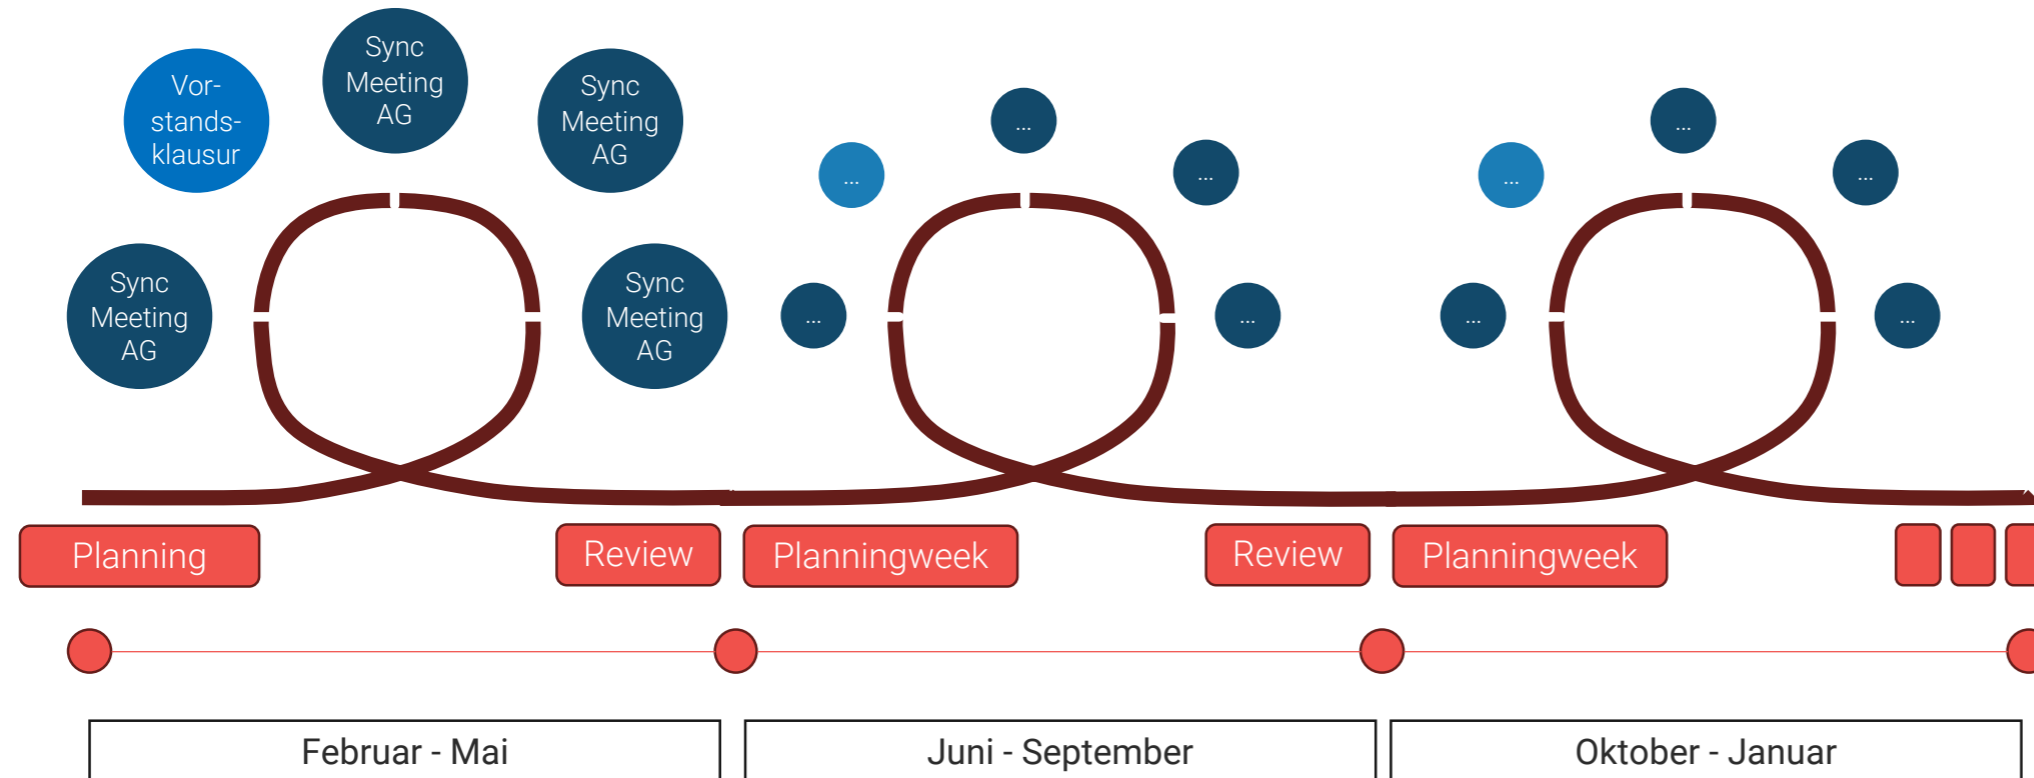 Vor-
stands-
klausur
Sync
Meeting
AG
Sync
Meeting
AG
Sync
Meeting
AG
Sync
Meeting
AG
...
...
...
...
...
...
...
...
...
...
Planning
Review
Planningweek
Review
Planningweek
Februar - Mai
Juni - September
Oktober - Januar